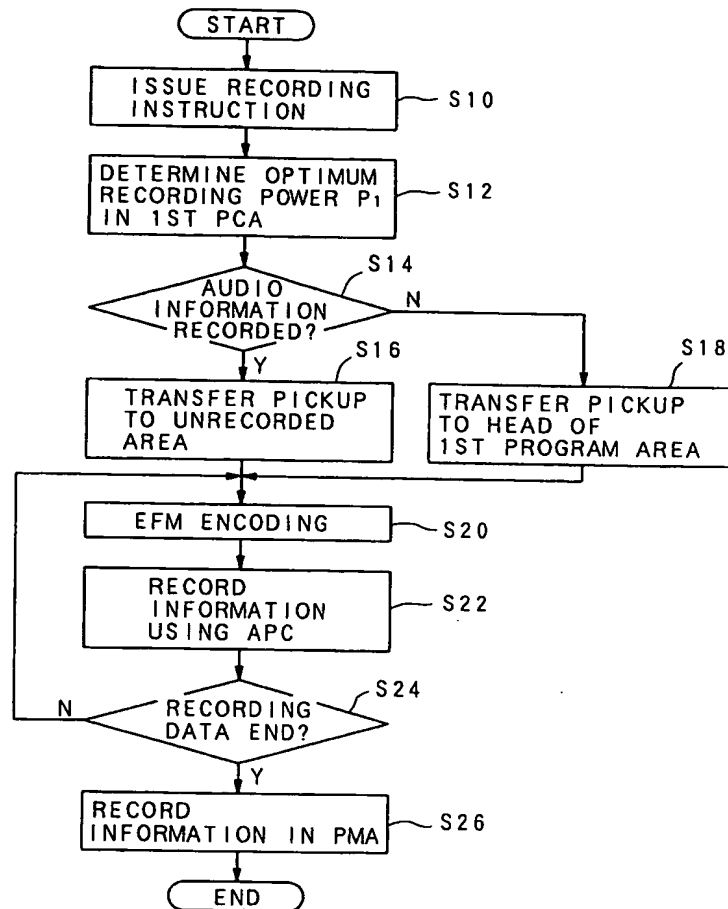 START
ISSUE RECORDING
INSTRUCTION
S10
DETERMINE OPTIMUM
RECORDING POWER P1
IN 1ST PCA
S12
S14
AUDIO
INFORMATION
RECORDED?
N
Y
S16
TRANSFER PICKUP
TO UNRECORDED
AREA
S18
TRANSFER PICKUP
TO HEAD OF
1ST PROGRAM AREA
EFM ENCODING
S20
RECORD
INFORMATION
USING APC
S22
S24
RECORDING
DATA END?
N
Y
RECORD
INFORMATION IN PMA
S26
END